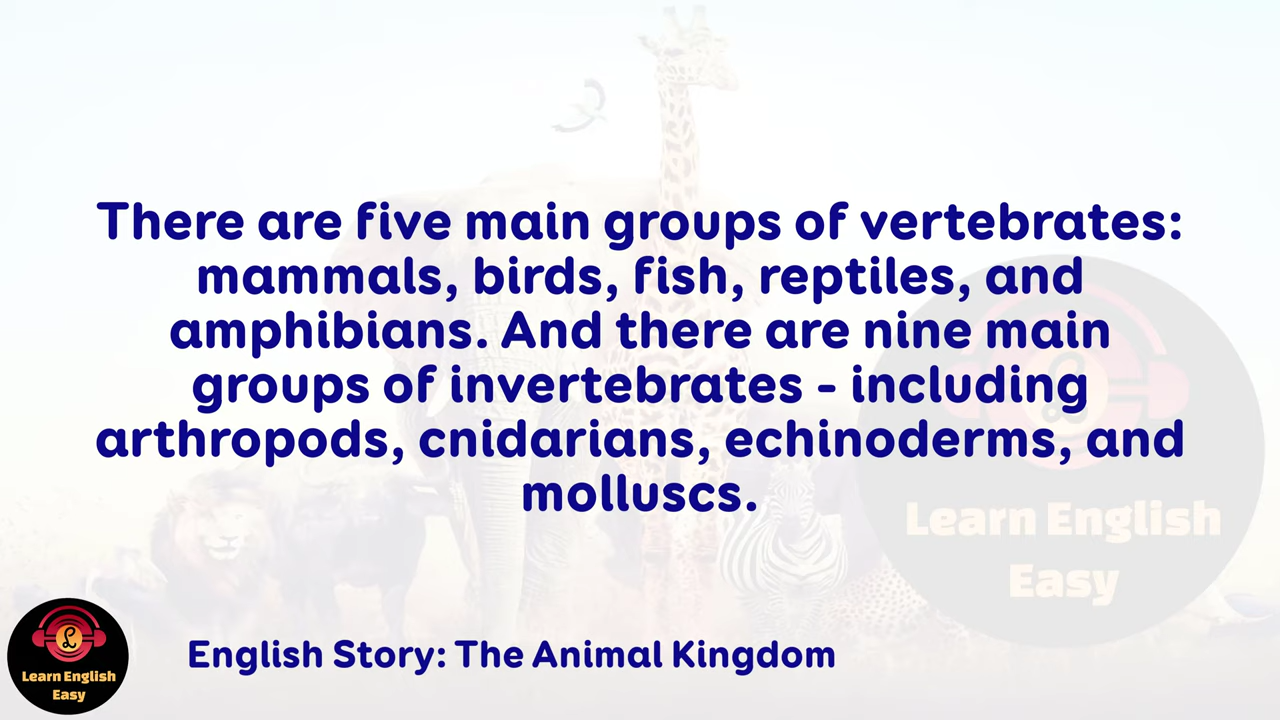 There are five main groups of vertebrates:
mammals, birds, fish, reptiles, and
amphibians. And there are nine main
groups of invertebrates - including
arthropods, cnidarians, echinoderms, and
molluscs.
Learn English
Easy
English Story: The Animal Kingdom
L
Learn English
Easy